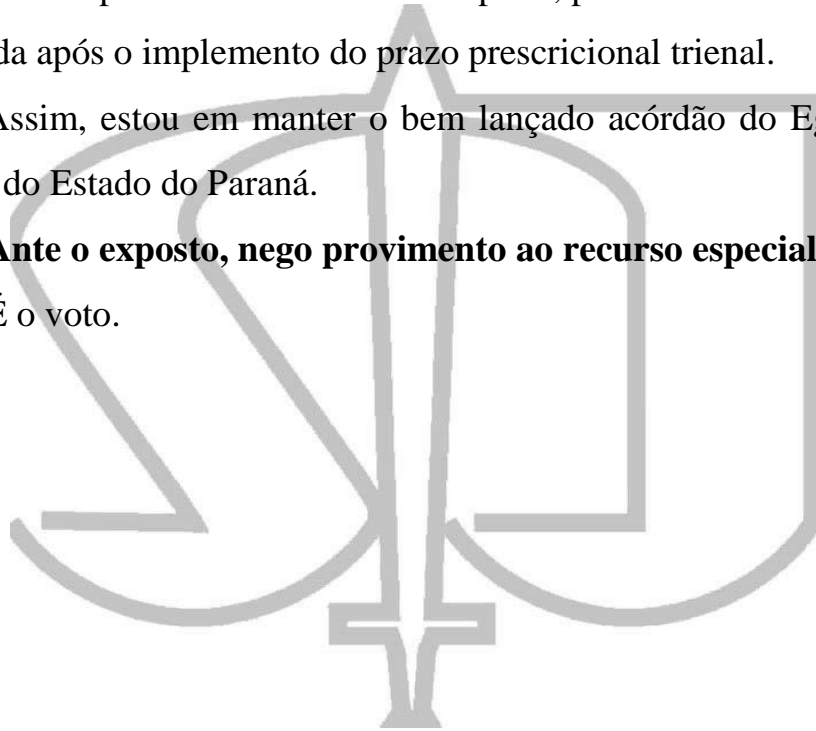 da após o implemento do prazo prescricional trienal.
Assim, estou em manter o bem lançado acórdão do
do Estado do Paraná.
Ante o exposto, nego provimento ao recurso especial
É o voto.